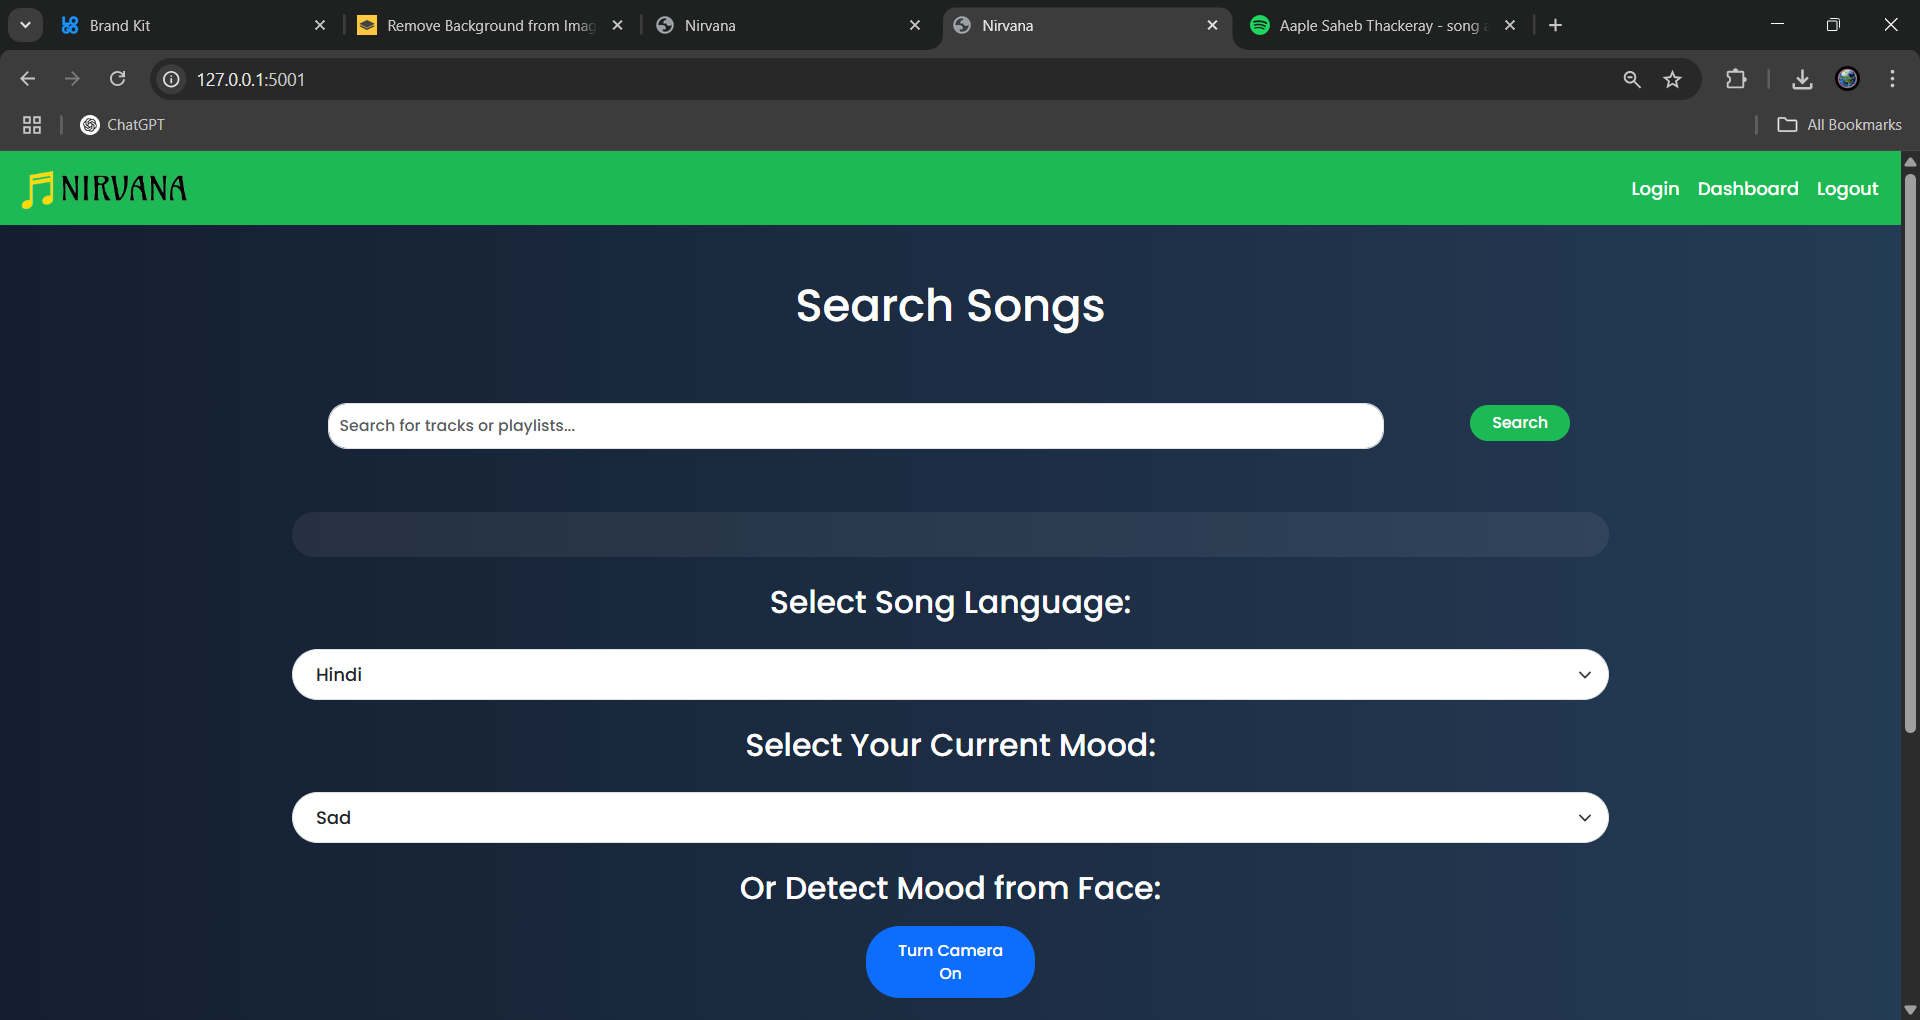 Brand Kit
Remove Background from Imag
Nirvana
Nirvana
Aaple Saheb Thackeray - song a
127.0.0.1:5001
ChatGPT
All Bookmarks
NIRVANA
Login Dashboard Logout
Search Songs
Search for tracks or playlists...
Search
Select Song Language:
Hindi
Select Your Current Mood:
Sad
Or Detect Mood from Face:
Turn Camera
On